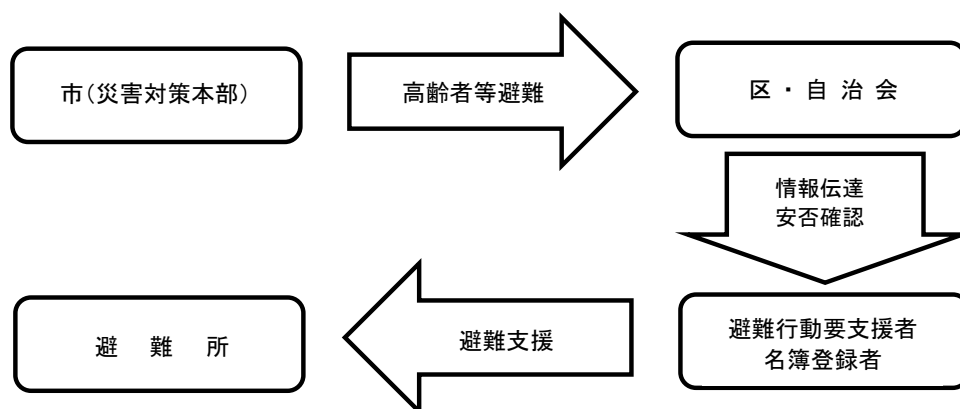 市(災害対策本部)
高齢者等避難
区・自治会
情報伝達
安否確認
避難行動要支援者
名簿登録者
避難支援
避難所